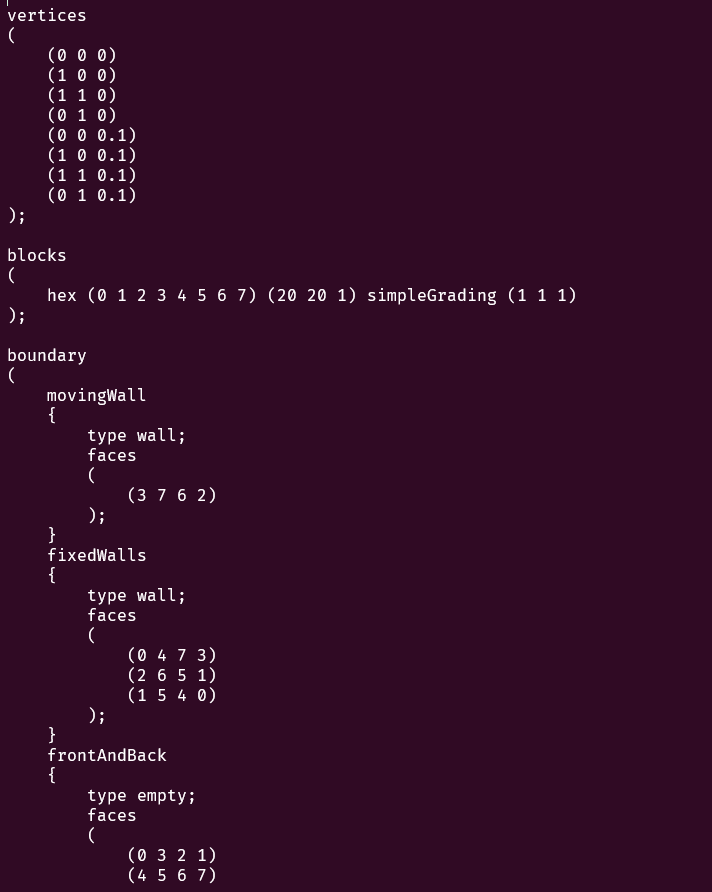 vertices
(
    (0 0 0)
    (1 0 0)
    (1 1 0)
    (0 1 0)
    (0 0 0.1)
    (1 0 0.1)
    (1 1 0.1)
    (0 1 0.1)
);

blocks
(
    hex (0 1 2 3 4 5 6 7) (20 20 1) simpleGrading (1 1 1)
);

boundary
(
    movingWall
    {
        type wall;
        faces
        (
            (3 7 6 2)
        );
    }
    fixedWalls
    {
        type wall;
        faces
        (
            (0 4 7 3)
            (2 6 5 1)
            (1 5 4 0)
        );
    }
    frontAndBack
    {
        type empty;
        faces
        (
            (0 3 2 1)
            (4 5 6 7)